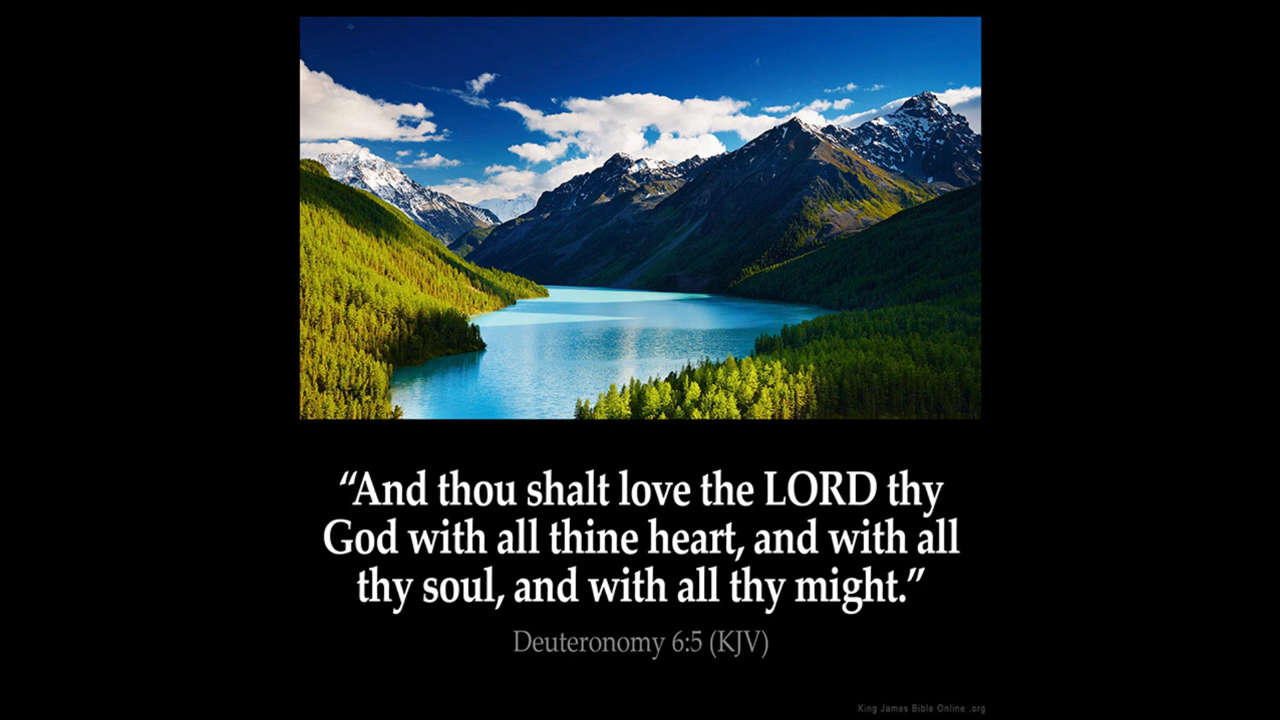 “And thou shalt love the LORD thy
God with all thine heart, and with all
thy soul, and with all thy might.”
Deuteronomy 6:5 (KJV)
King James Bible Online .org